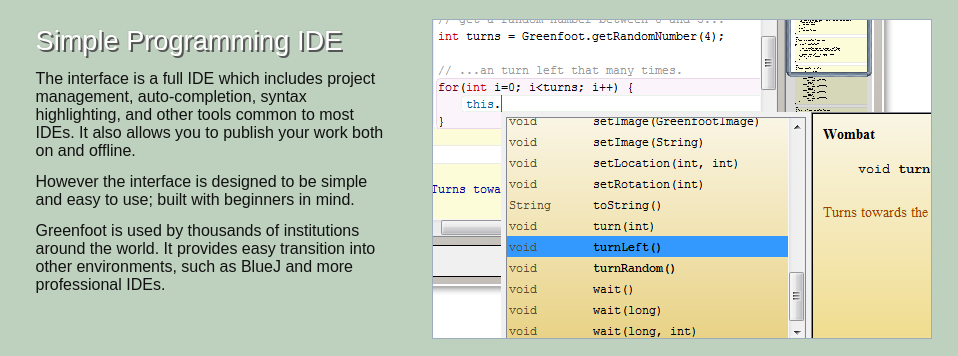 Simple Programming IDE
The interface is a full IDE which includes project
management, auto-completion, syntax
highlighting, and other tools common to most
IDEs. It also allows you to publish your work both
on and offline.
However the interface is designed to be simple
and easy to use; built with beginners in mind.
Greenfoot is used by thousands of institutions
around the world. It provides easy transition into
other environments, such as BlueJ and more
professional IDEs.
// get a random number between 0 and 3...
int turns = Greenfoot.getRandomNumber(4);
// ...an turn left that many times.
for(int i=0; i<turns; i++) {
this.
}
Turns towa
void setImage(GreenfootImage)
void setImage(String)
void setLocation(int, int)
void setRotation(int)
String toString()
void turn(int)
void turnLeft()
void turnRandom()
void wait()
void wait(long)
void wait(long, int)
Wombat
void turn
Turns towards the